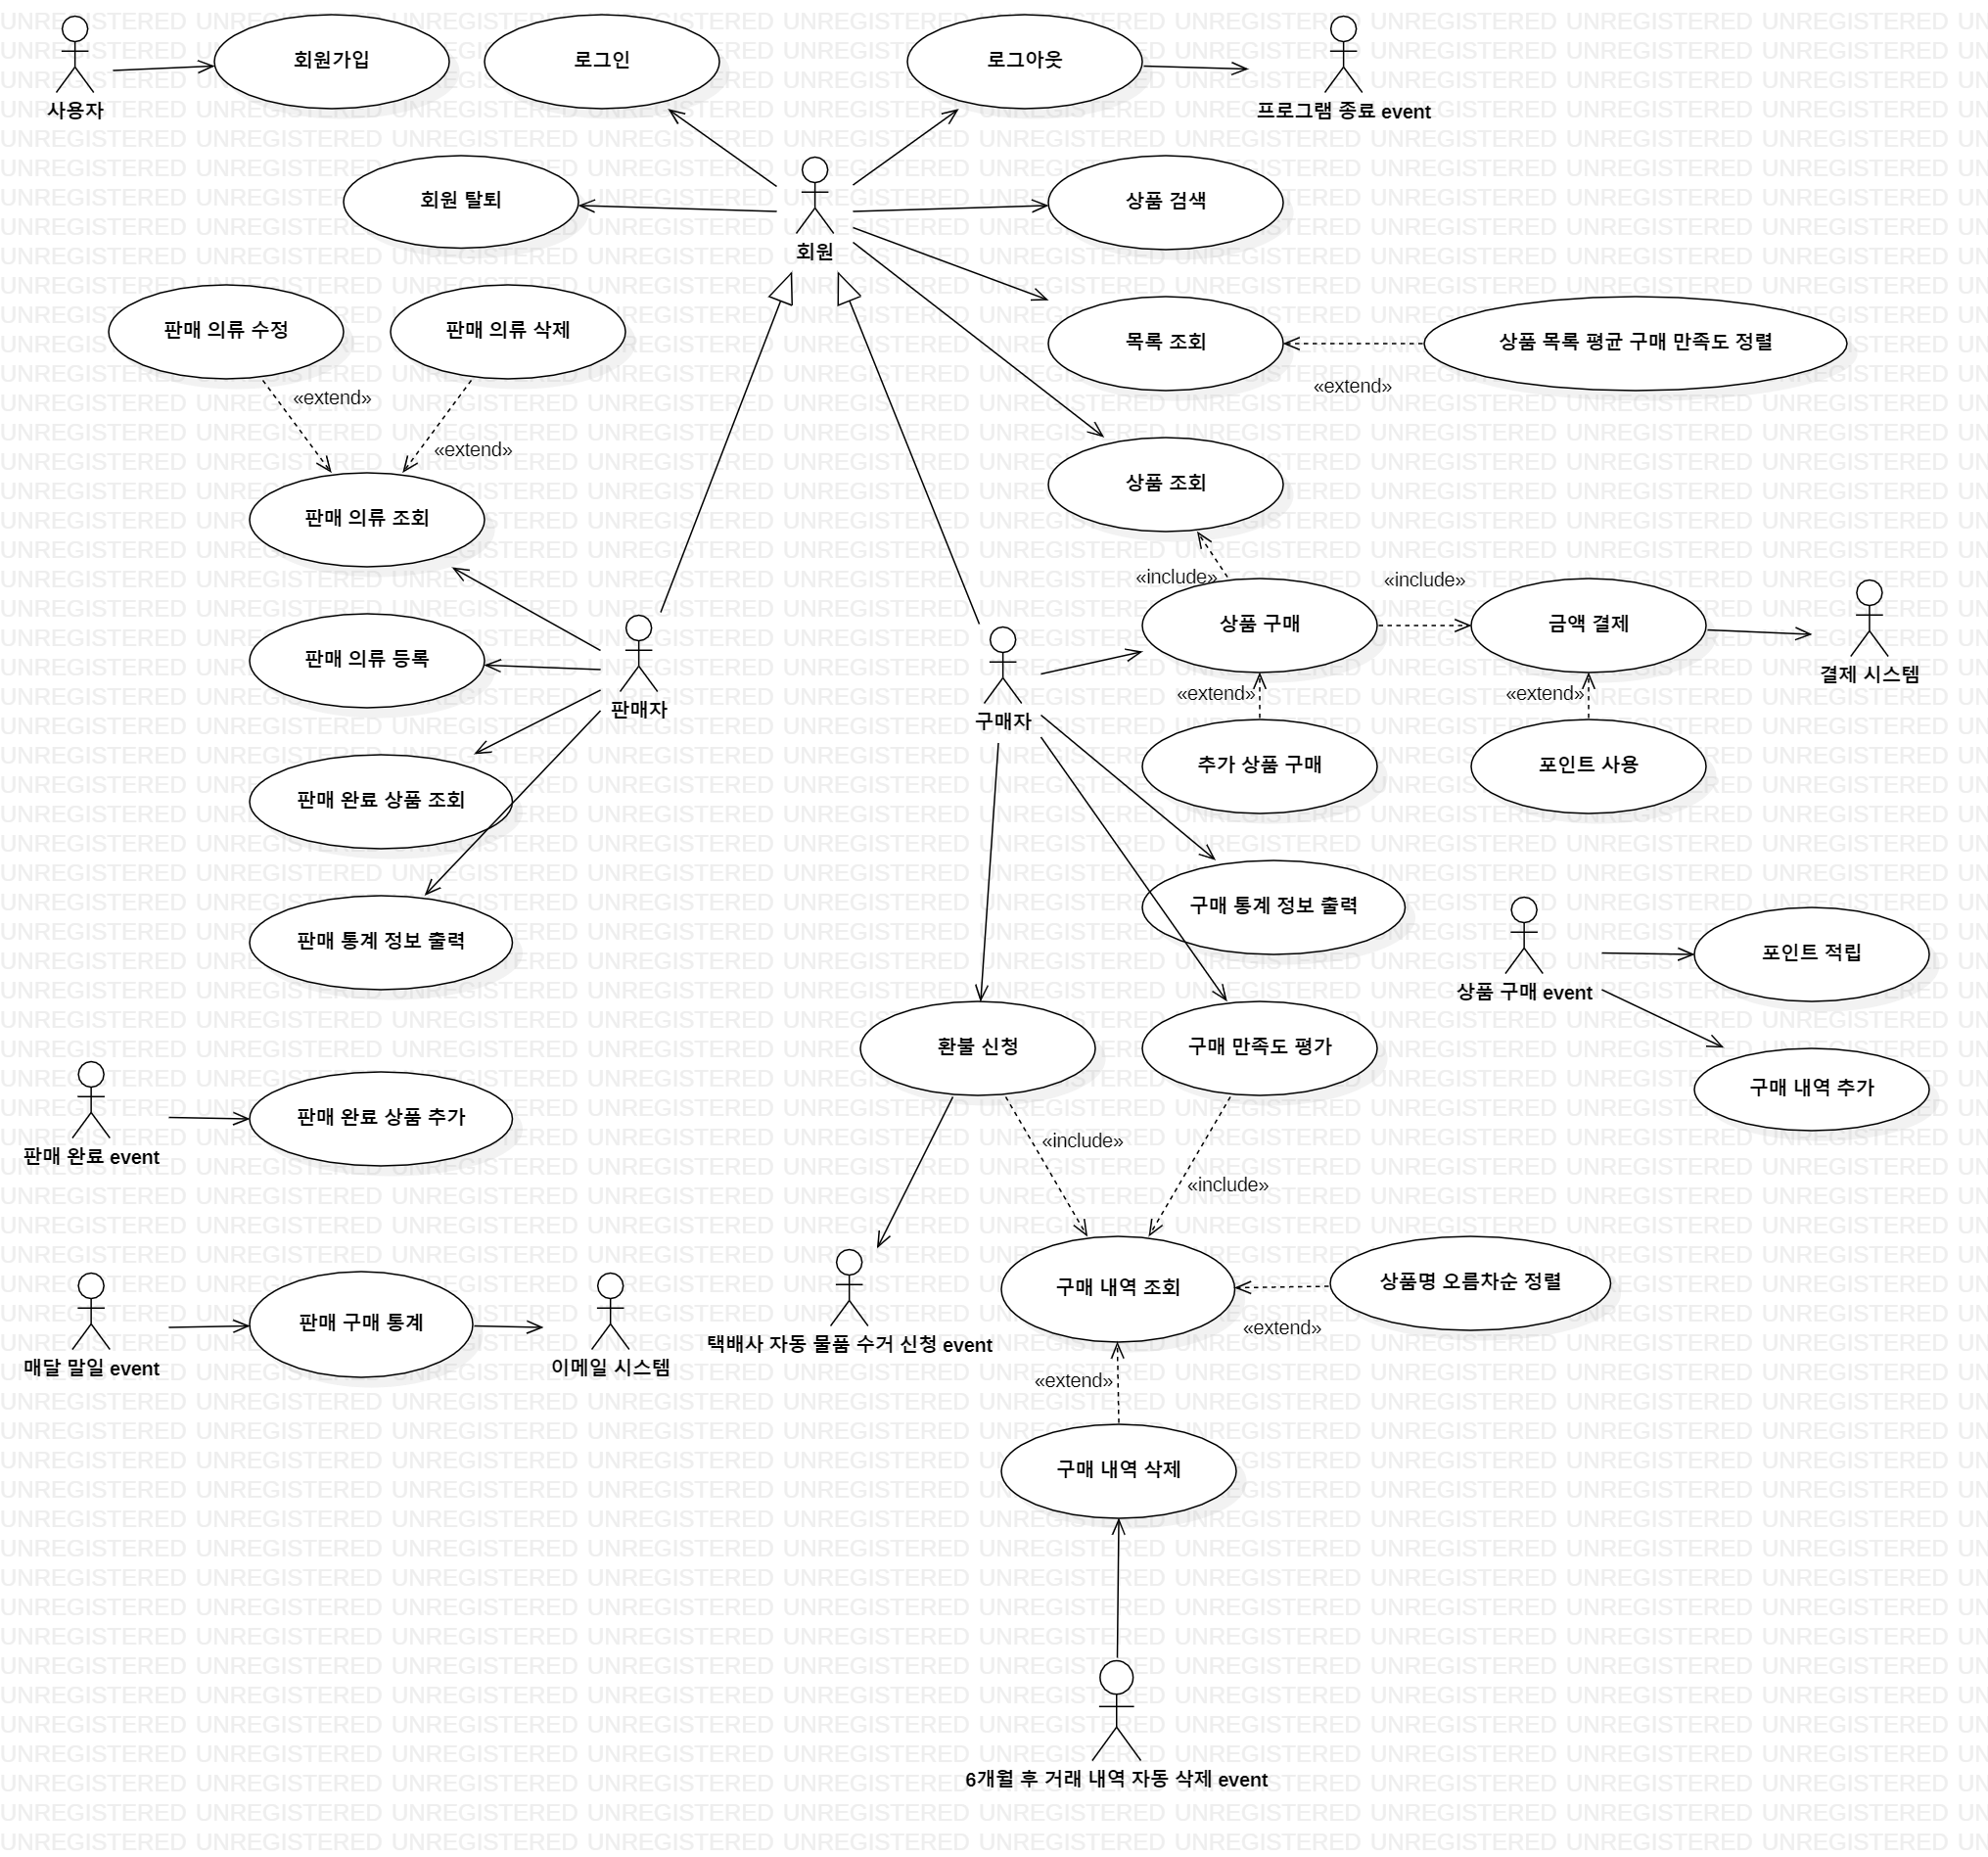 사용자
회원가입
로그인
로그아웃
프로그램 종료 event
회원 탈퇴
회원
상품 검색
판매 의류 수정
판매 의류 삭제
목록 조회
상품 목록 평균 구매 만족도 정렬
«extend»
«extend»
«extend»
상품 조회
판매 의류 조회
«include»
«include»
상품 구매
금액 결제
결제 시스템
판매 의류 등록
판매자
구매자
«extend»
«extend»
추가 상품 구매
포인트 사용
판매 완료 상품 조회
구매 통계 정보 출력
판매 통계 정보 출력
상품 구매 event
포인트 적립
환불 신청
구매 만족도 평가
구매 내역 추가
판매 완료 event
판매 완료 상품 추가
«include»
«include»
구매 내역 조회
상품명 오름차순 정렬
«extend»
매달 말일 event
판매 구매 통계
이메일 시스템
택배사 자동 물품 수거 신청 event
«extend»
구매 내역 삭제
6개월 후 거래 내역 자동 삭제 event
UNREGISTERED